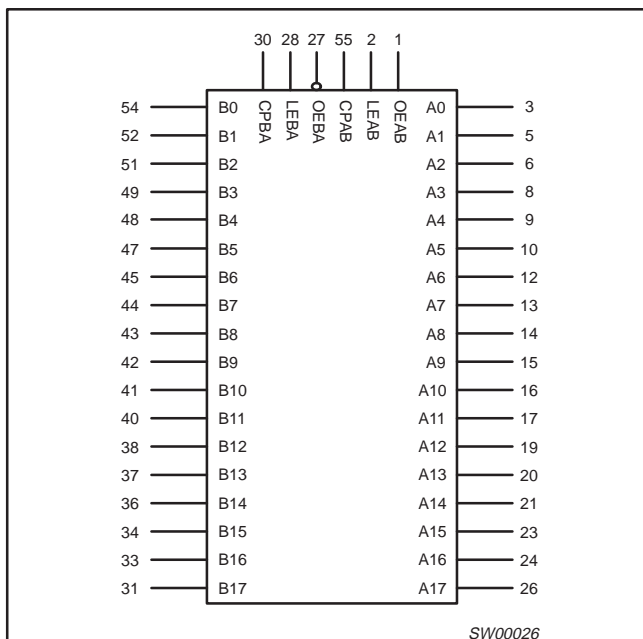 30 28 27 55 2 1
CPBA LEBA OEBA CPAB LEAB OEAB
54 B0 A0 3
52 B1 A1 5
51 B2 A2 6
49 B3 A3 8
48 B4 A4 9
47 B5 A5 10
45 B6 A6 12
44 B7 A7 13
43 B8 A8 14
42 B9 A9 15
41 B10 A10 16
40 B11 A11 17
38 B12 A12 19
37 B13 A13 20
36 B14 A14 21
34 B15 A15 23
33 B16 A16 24
31 B17 A17 26
SW00026